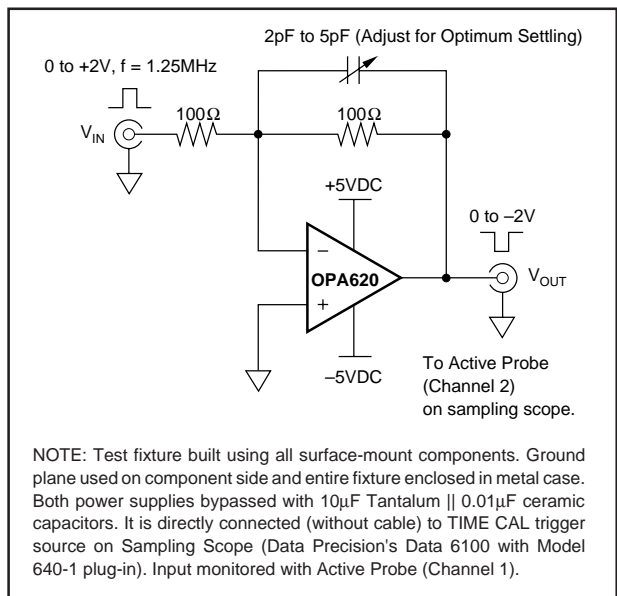 2pF to 5pF (Adjust for Optimum Settling)
0 to +2V, f = 1.25MHz
100Ω
100Ω
VIN
+5VDC
0 to –2V
–
OPA620
+
VOUT
–5VDC
To Active Probe
(Channel 2)
on sampling scope.
NOTE: Test fixture built using all surface-mount components. Ground
plane used on component side and entire fixture enclosed in metal case.
Both power supplies bypassed with 10µF Tantalum || 0.01µF ceramic
capacitors. It is directly connected (without cable) to TIME CAL trigger
source on Sampling Scope (Data Precision's Data 6100 with Model
640-1 plug-in). Input monitored with Active Probe (Channel 1).